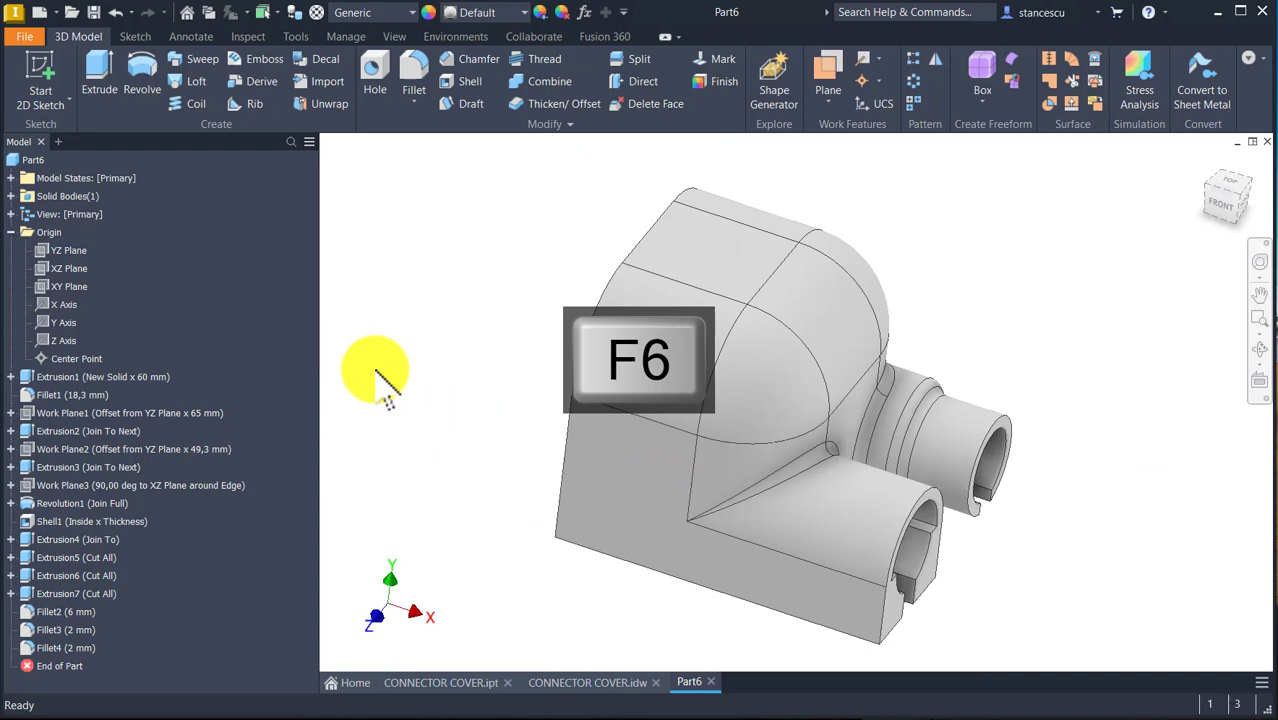 Generic
Default
Part6
Search Help & Commands...
stancescu
File
3D Model
Sketch
Annotate
Inspect
Tools
Manage
View
Environments
Collaborate
Fusion 360
Start
2D Sketch
Extrude
Revolve
Sweep
Loft
Coil
Emboss
Derive
Rib
Decal
Import
Unwrap
Hole
Fillet
Chamfer
Shell
Draft
Thread
Combine
Thicken/ Offset
Split
Direct
Delete Face
Mark
Finish
Shape
Generator
Plane
UCS
Box
Stress
Analysis
Convert to
Sheet Metal
Sketch
Create
Modify
Explore
Work Features
Pattern
Create Freeform
Surface
Simulation
Convert
Model
Part6
Model States: [Primary]
Solid Bodies(1)
View: [Primary]
Origin
YZ Plane
XZ Plane
XY Plane
X Axis
Y Axis
Z Axis
Center Point
Extrusion1 (New Solid x 60 mm)
Fillet1 (18,3 mm)
Work Plane1 (Offset from YZ Plane x 65 mm)
Extrusion2 (Join To Next)
Work Plane2 (Offset from YZ Plane x 49,3 mm)
Extrusion3 (Join To Next)
Work Plane3 (90,00 deg to XZ Plane around Edge)
Revolution1 (Join Full)
Shell1 (Inside x Thickness)
Extrusion4 (Join To)
Extrusion5 (Cut All)
Extrusion6 (Cut All)
Extrusion7 (Cut All)
Fillet2 (6 mm)
Fillet3 (2 mm)
Fillet4 (2 mm)
End of Part
TOP
FRONT
F6
Y
X
Z
Home
CONNECTOR COVER.ipt
CONNECTOR COVER.idw
Part6
Ready
1
3